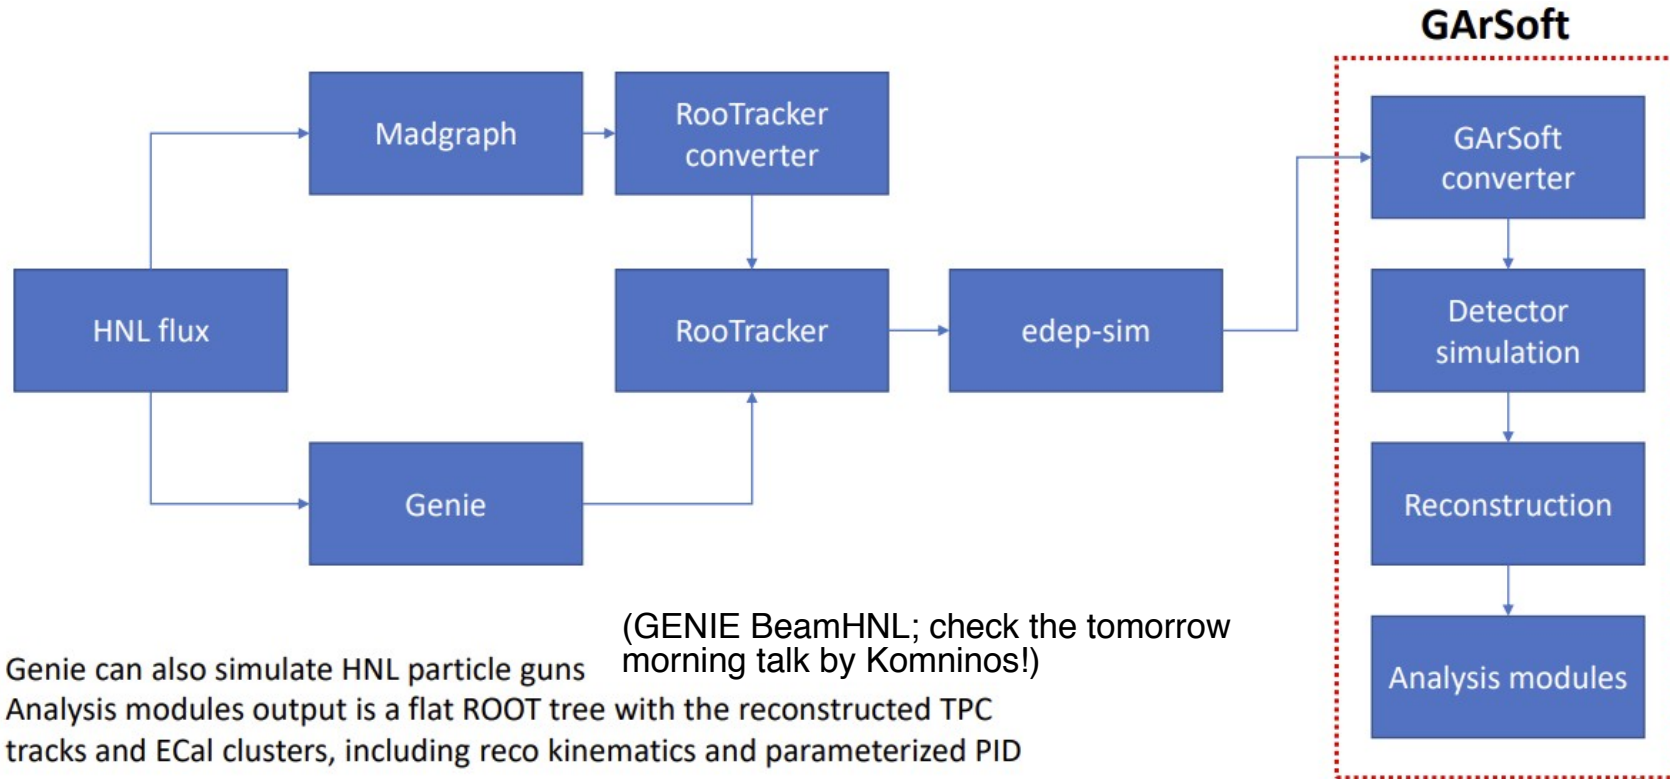 GArSoft
Madgraph
RooTracker
converter
GArSoft
converter
HNL flux
RooTracker
edep-sim
Detector
simulation
Genie
Reconstruction
(GENIE BeamHNL; check the tomorrow
morning talk by Komninos!)
Analysis modules
Genie can also simulate HNL particle guns
Analysis modules output is a flat ROOT tree with the reconstructed TPC
tracks and ECal clusters, including reco kinematics and parameterized PID